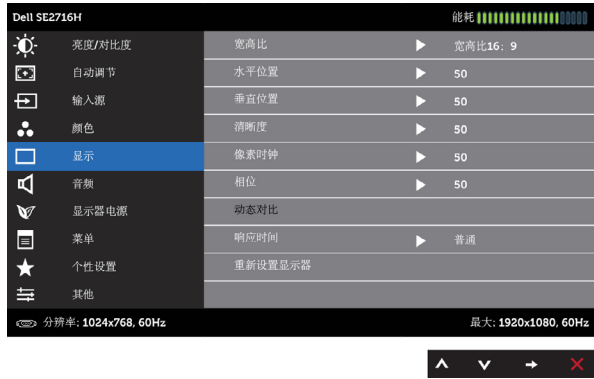 Dell SE2716H 能耗
亮度/对比度 宽高比 宽高比16：9
自动调节 水平位置 50
输入源 垂直位置 50
颜色 清晰度 50
显示 像素时钟 50
音频 相位 50
显示器电源 动态对比
菜单 响应时间 普通
个性设置 重新设置显示器
其他
分辨率: 1024x768, 60Hz 最大: 1920x1080, 60Hz